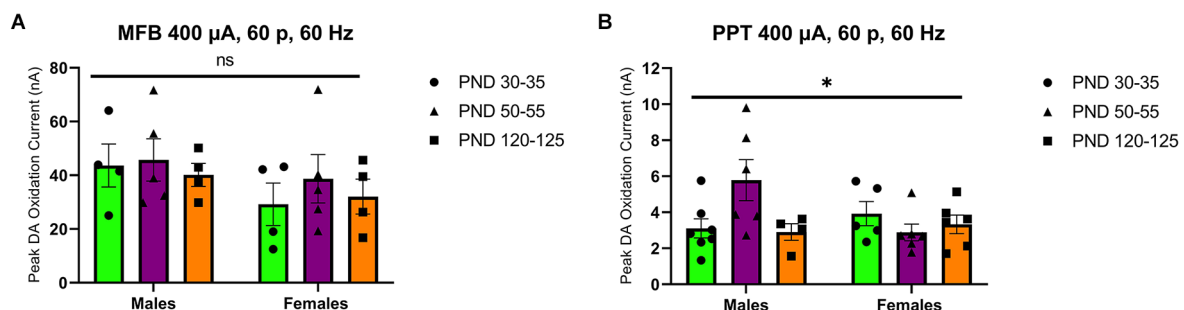 A
MFB 400 µA, 60 p, 60 Hz
ns
Peak DA Oxidation Current (nA)
80
60
40
20
0
Males
Females
PND 30-35
PND 50-55
PND 120-125
B
PPT 400 µA, 60 p, 60 Hz
*
Peak DA Oxidation Current (nA)
12
10
8
6
4
2
0
Males
Females
PND 30-35
PND 50-55
PND 120-125